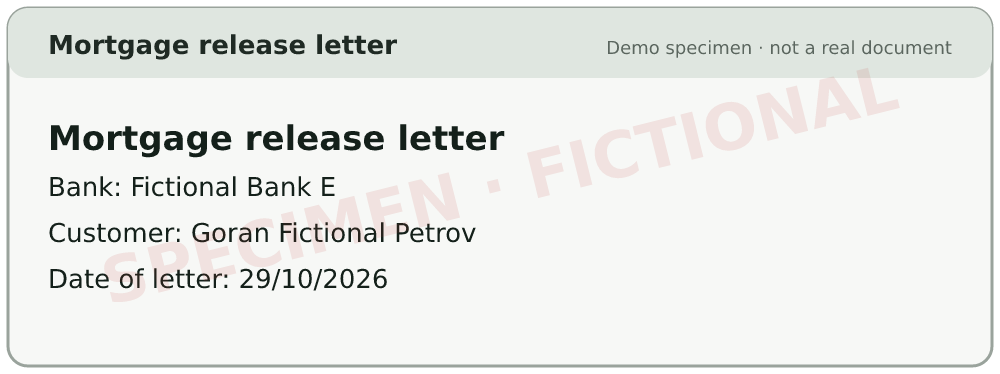 Mortgage release letter
Demo specimen · not a real document
Mortgage release letter
Bank: Fictional Bank E
Customer: Goran Fictional Petrov
Date of letter: 29/10/2026
SPECIMEN · FICTIONAL